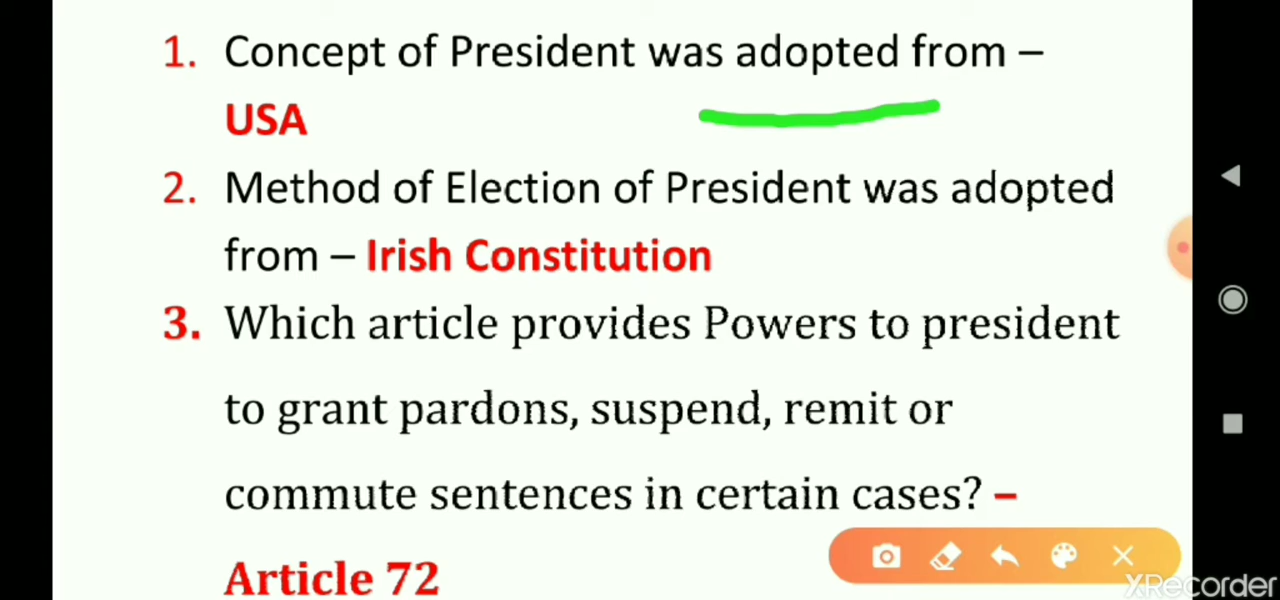 1. Concept of President was adopted from –
USA
2. Method of Election of President was adopted
from – Irish Constitution
3. Which article provides Powers to president
to grant pardons, suspend, remit or
commute sentences in certain cases? –
Article 72
XRecorder